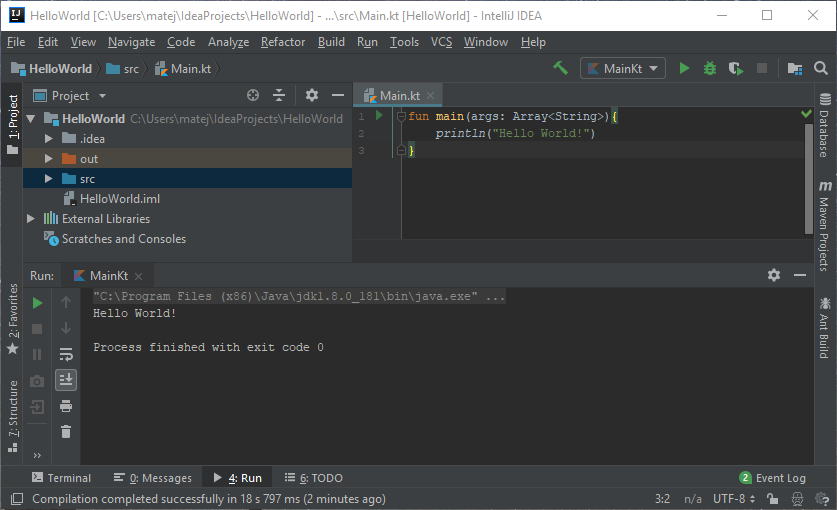 HelloWorld [C:\Users\matej\IdeaProjects\HelloWorld] - ...\src\Main.kt [HelloWorld] - IntelliJ IDEA
File Edit View Navigate Code Analyze Refactor Build Run Tools VCS Window Help
HelloWorld src Main.kt MainKt
1: Project
Project
HelloWorld C:\Users\matej\IdeaProjects\HelloWorld
.idea
out
src
HelloWorld.iml
External Libraries
Scratches and Consoles
Main.kt
1 fun main(args: Array<String>){
2 println("Hello World!")
3 }
Database
m Maven Projects
Ant Build
2: Favorites
7: Structure
Run: MainKt
"C:\Program Files (x86)\Java\jdk1.8.0_181\bin\java.exe" ...
Hello World!
Process finished with exit code 0
Terminal 0: Messages 4: Run 6: TODO 2 Event Log
Compilation completed successfully in 18 s 797 ms (2 minutes ago) 3:2 n/a UTF-8